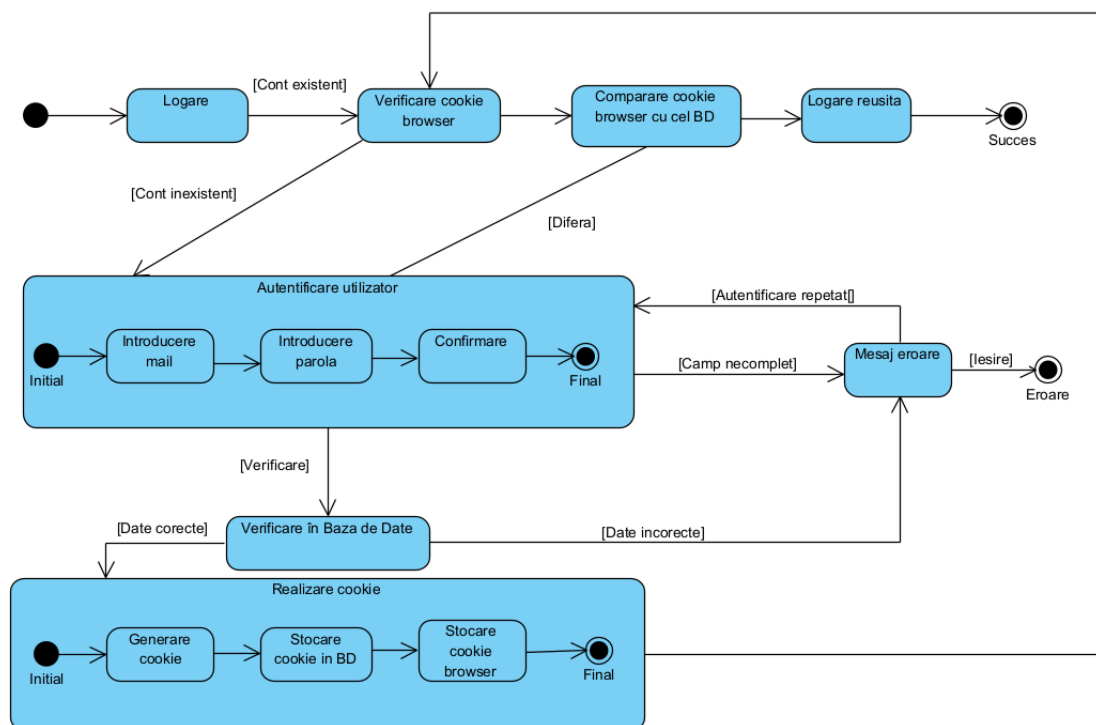 [Cont existent]
Logare
Verificare cookie
browser
Comparare cookie
browser cu cel BD
Logare reusita
Succes
[Cont inexistent]
[Difera]
Autentificare utilizator
Initial
Introducere
mail
Introducere
parola
Confirmare
Final
[Autentificare repetat[]
[Camp necomplet]
Mesaj eroare
[Iesire]
Eroare
[Verificare]
[Date corecte]
Verificare în Baza de Date
[Date incorecte]
Realizare cookie
Initial
Generare
cookie
Stocare
cookie in BD
Stocare
cookie
browser
Final